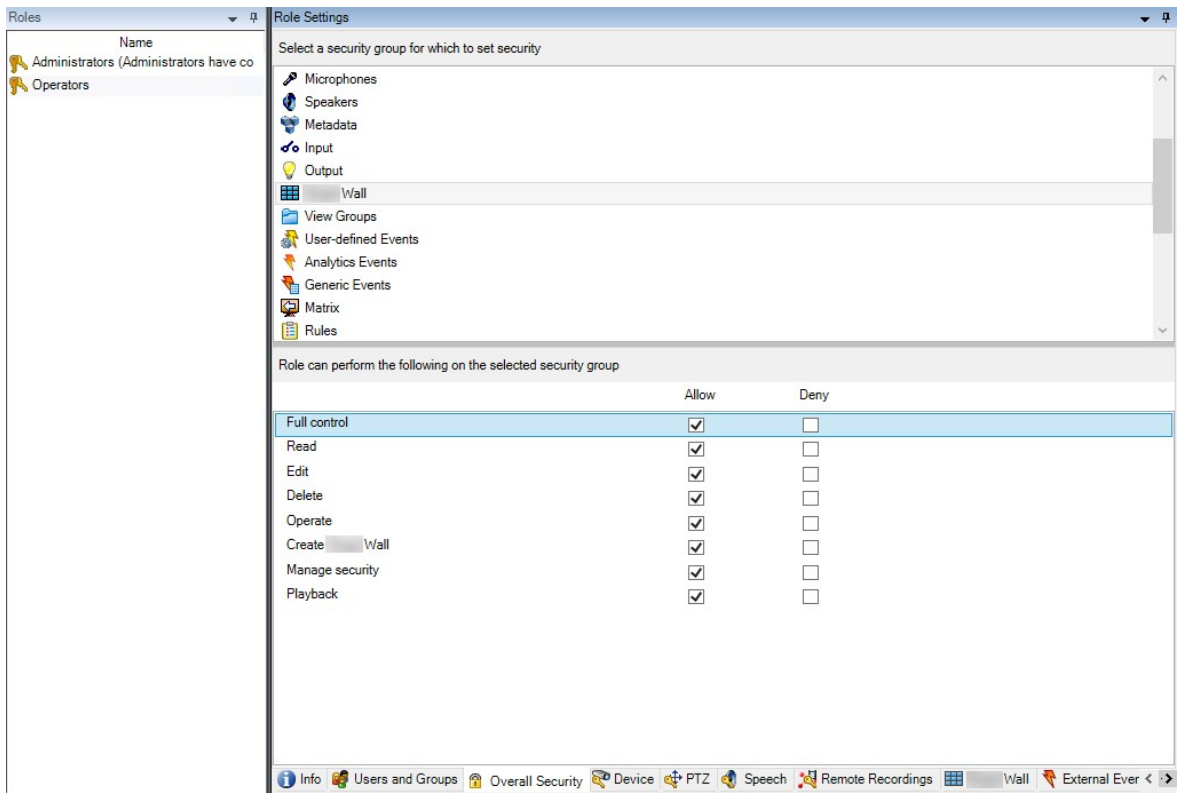 Roles
Name
Administrators (Administrators have co
Operators
Role Settings
Select a security group for which to set security
Microphones
Speakers
Metadata
Input
Output
Wall
View Groups
User-defined Events
Analytics Events
Generic Events
Matrix
Rules
Role can perform the following on the selected security group
Allow Deny
Full control
Read
Edit
Delete
Operate
Create Wall
Manage security
Playback
Info Users and Groups Overall Security Device PTZ Speech Remote Recordings Wall External Ever